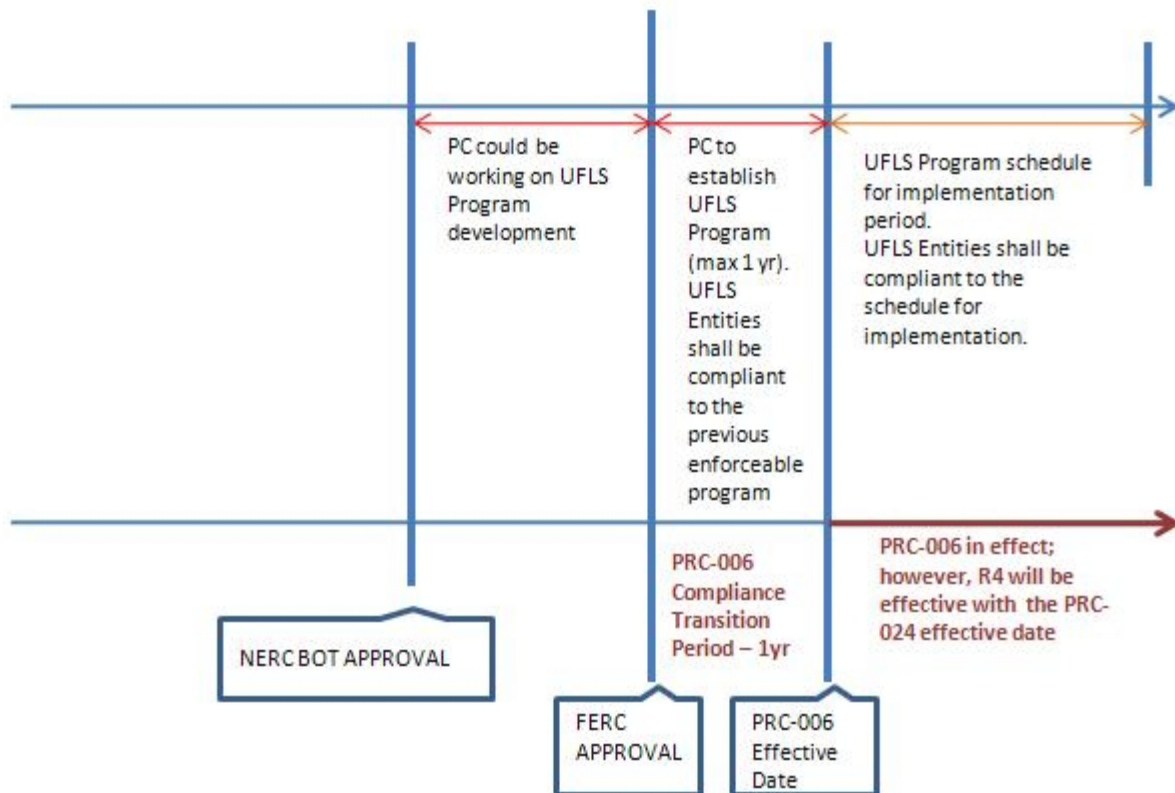 PC could be
working on UFLS
Program
development
PC to
establish
UFLS
Program
(max 1 yr).
UFLS
Entities
shall be
compliant
to the
previous
enforceable
program
UFLS Program schedule
for implementation
period.
UFLS Entities shall be
compliant to the
schedule for
implementation.
PRC-006
Compliance
Transition
Period – 1yr
PRC-006 in effect;
however, R4 will be
effective with the PRC-
024 effective date
NERC BOT APPROVAL
FERC
APPROVAL
PRC-006
Effective
Date